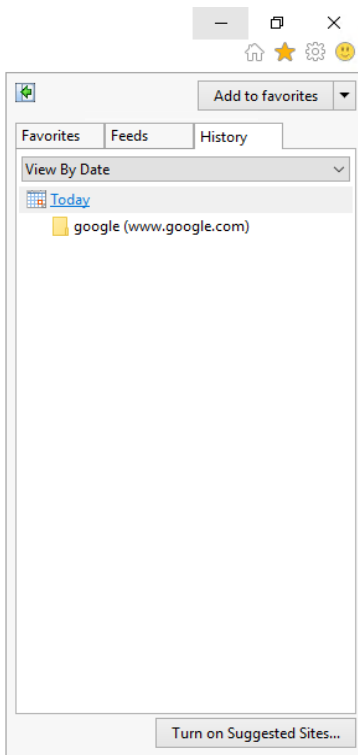 Add to favorites
Favorites Feeds History
View By Date
Today
google (www.google.com)
Turn on Suggested Sites...